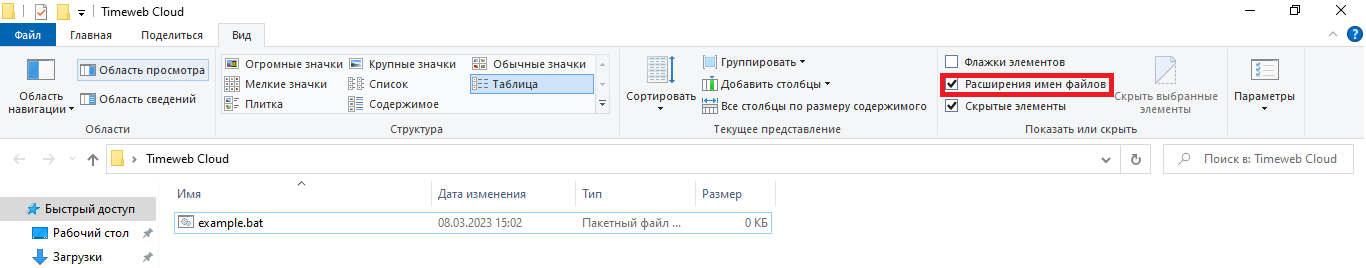 Timeweb Cloud
Файл Главная Поделиться Вид
Область навигации
Область просмотра
Область сведений
Области
Огромные значки Крупные значки Обычные значки
Мелкие значки Список Таблица
Плитка Содержимое
Структура
Сортировать
Группировать
Добавить столбцы
Все столбцы по размеру содержимого
Текущее представление
Флажки элементов
Расширения имен файлов
Скрытые элементы
Скрыть выбранные элементы
Показать или скрыть
Параметры
Timeweb Cloud
Поиск в: Timeweb Cloud
Имя Дата изменения Тип Размер
example.bat 08.03.2023 15:02 Пакетный файл ... 0 КБ
Быстрый доступ
Рабочий стол
Загрузки